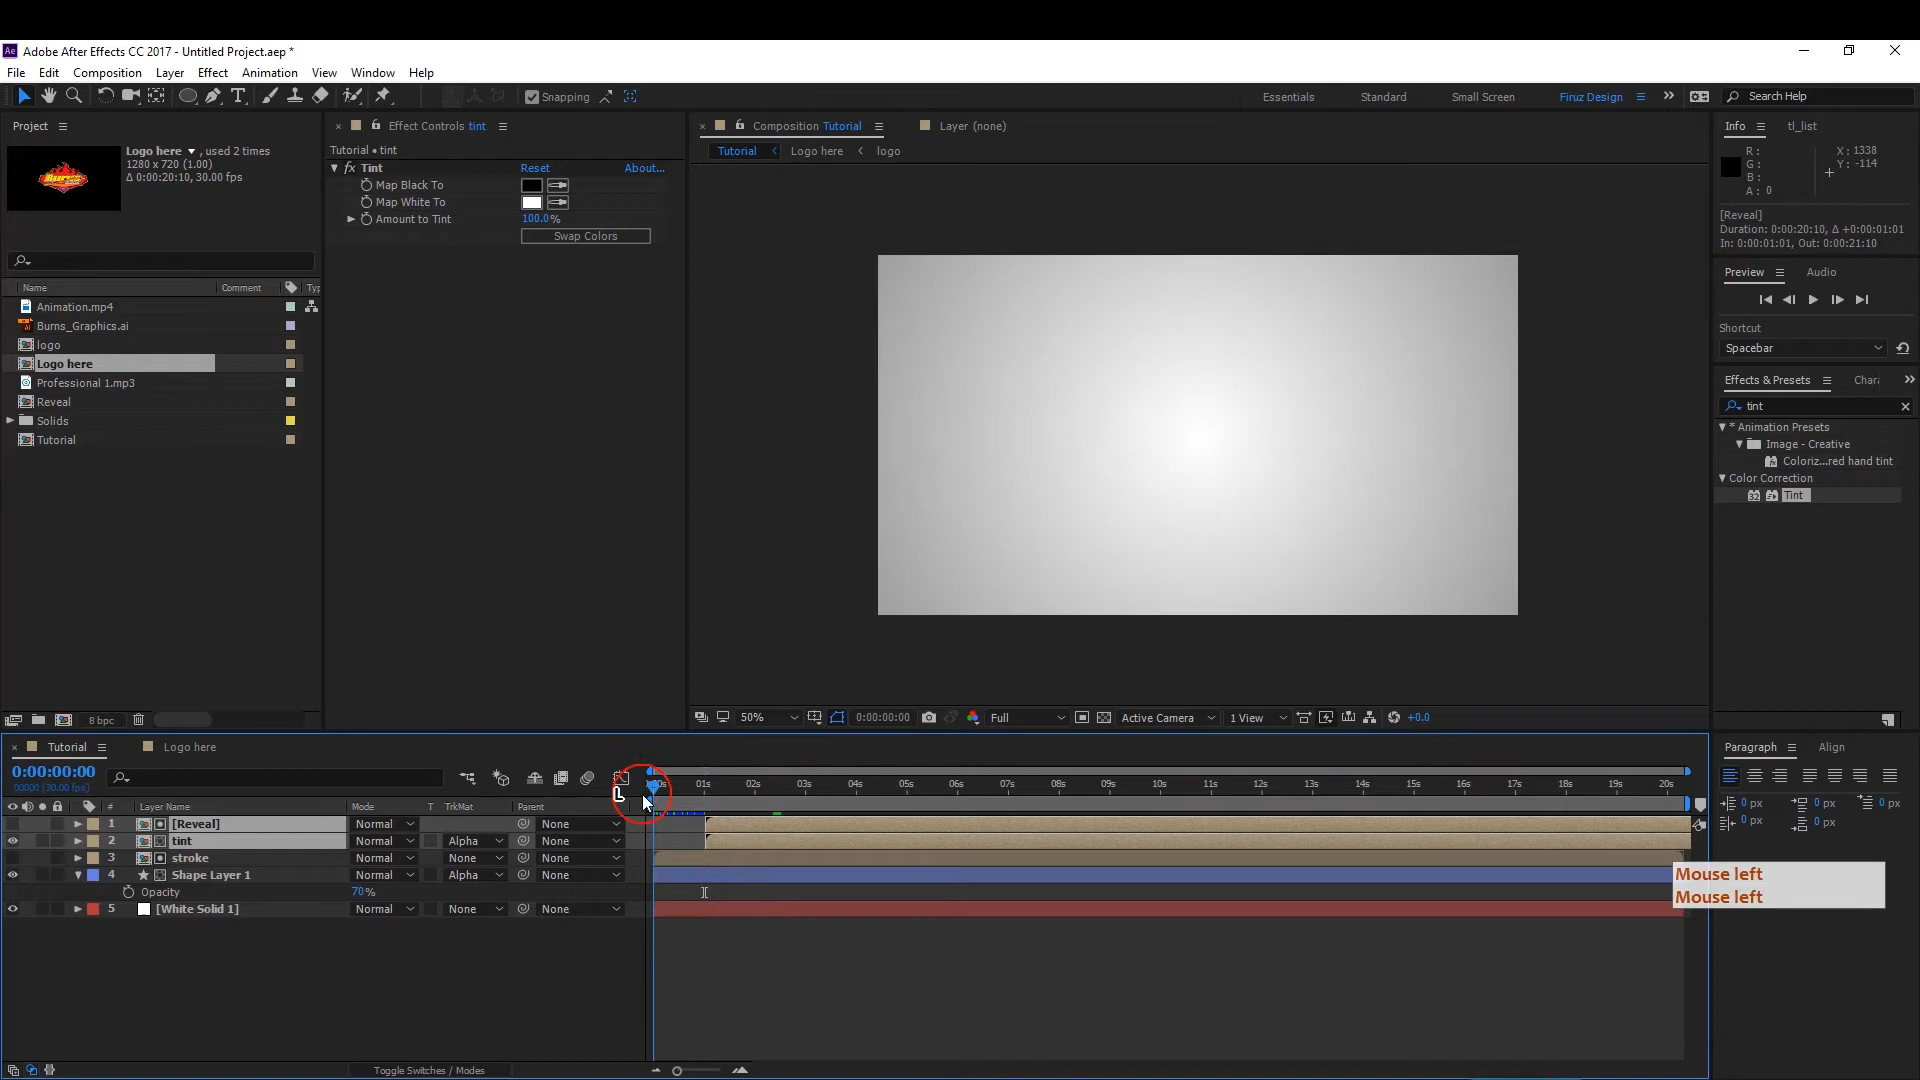 Adobe After Effects CC 2017 - Untitled Project.aep *
File Edit Composition Layer Effect Animation View Window Help
Snapping Essentials Standard Small Screen Firuz Design Search Help
Project
Logo here , used 2 times
1280 x 720 (1.00)
Δ 0:00:20:10, 30.00 fps
Name Comment Typ
Animation.mp4
Burns_Graphics.ai
logo
Logo here
Professional 1.mp3
Reveal
Solids
Tutorial
8 bpc
Effect Controls tint
Tutorial • tint
fx Tint Reset About...
Map Black To
Map White To
Amount to Tint 100.0%
Swap Colors
Composition Tutorial Layer (none)
Tutorial Logo here logo
50% 0:00:00:00 Full Active Camera 1 View +0.0
Info tl_list
R : X : 1338
G : Y : -114
B :
A : 0
[Reveal]
Duration: 0:00:20:10, Δ +0:00:01:01
In: 0:00:01:01, Out: 0:00:21:10
Preview Audio
Shortcut
Spacebar
Effects & Presets Chara
tint
* Animation Presets
Image - Creative
Coloriz...red hand tint
Color Correction
32 Tint
Tutorial Logo here
0:00:00:00
00000 (30.00 fps)
01s 02s 03s 04s 05s 06s 07s 08s 09s 10s 11s 12s 13s 14s 15s 16s 17s 18s 19s 20s
# Layer Name Mode T TrkMat Parent
1 [Reveal] Normal None
2 tint Normal Alpha None
3 stroke Normal None None
4 Shape Layer 1 Normal Alpha None
Opacity 70%
5 [White Solid 1] Normal None None
Toggle Switches / Modes
Mouse left
Mouse left
Paragraph Align
0 px 0 px 0 px
0 px 0 px